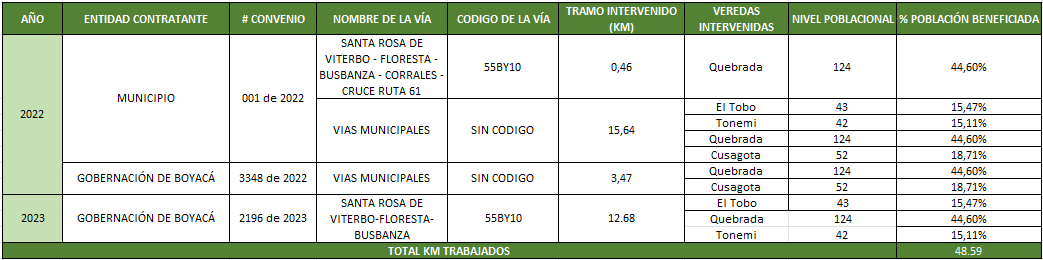 AÑO ENTIDAD CONTRATANTE # CONVENIO NOMBRE DE LA VÍA CODIGO DE LA VÍA TRAMO INTERVENIDO (KM) VEREDAS INTERVENIDAS NIVEL POBLACIONAL % POBLACIÓN BENEFICIADA
2022
MUNICIPIO
001 de 2022
SANTA ROSA DE
VITERBO - FLORESTA -
BUSBANZA - CORRALES -
CRUCE RUTA 61
55BY10
0,46
Quebrada 124 44,60%
VIAS MUNICIPALES
SIN CODIGO
15,64
El Tobo 43 15,47%
Tonemi 42 15,11%
Quebrada 124 44,60%
Cusagota 52 18,71%
GOBERNACIÓN DE BOYACÁ 3348 de 2022 VIAS MUNICIPALES SIN CODIGO 3,47
Quebrada 124 44,60%
Cusagota 52 18,71%
2023
GOBERNACIÓN DE BOYACÁ
2196 de 2023
SANTA ROSA DE
VITERBO-FLORESTA-
BUSBANZA
55BY10
12.68
El Tobo 43 15,47%
Quebrada 124 44,60%
Tonemi 42 15,11%
TOTAL KM TRABAJADOS 48.59